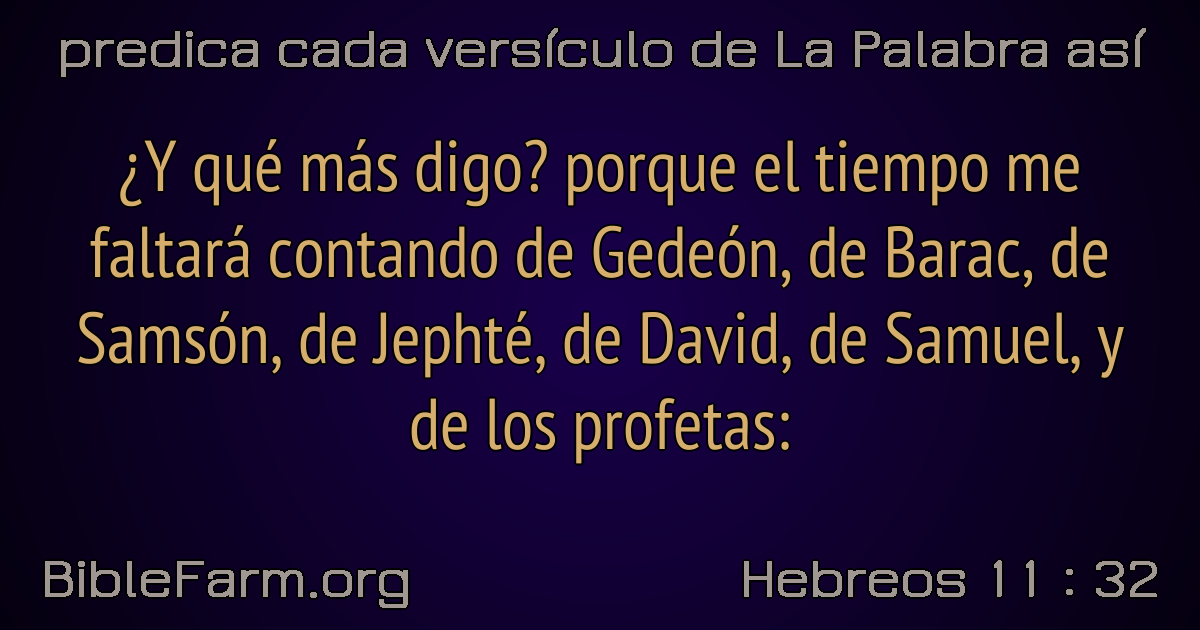 predica cada versículo de La Palabra así
¿Y qué más digo? porque el tiempo me
faltará contando de Gedeón, de Barac, de
Samsón, de Jephté, de David, de Samuel, y
de los profetas:
BibleFarm.org
Hebreos 11 : 32